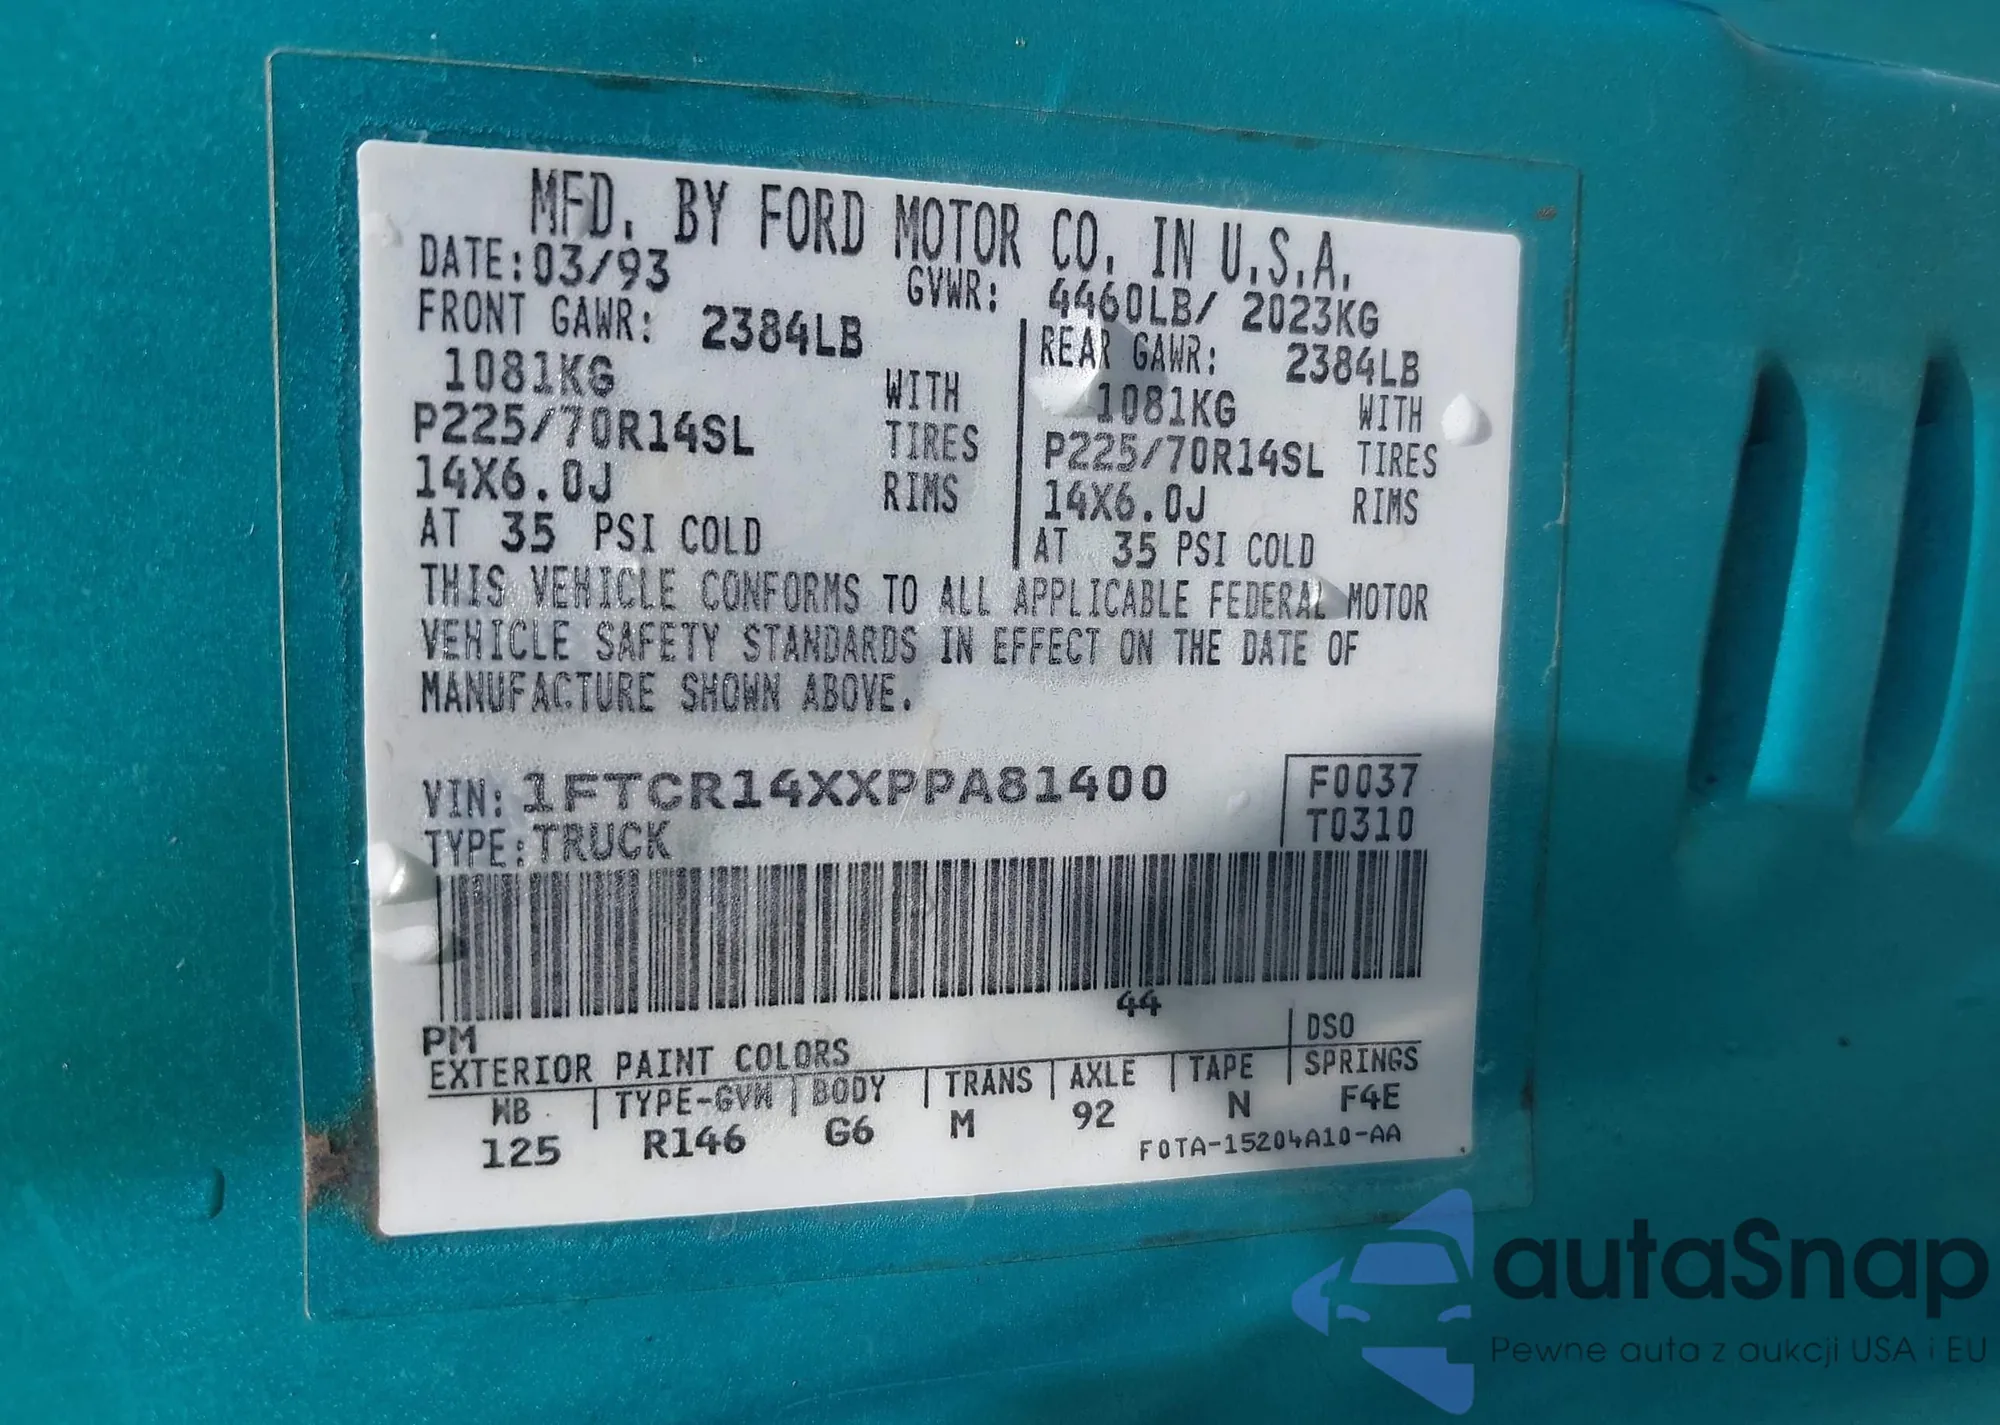 MFD. BY FORD MOTOR CO. IN U.S.A.
DATE:03/93 GVWR: 4460LB/ 2023KG
FRONT GAWR: 2384LB REAR GAWR: 2384LB
1081KG WITH 1081KG WITH
P225/70R14SL TIRES P225/70R14SL TIRES
14X6.0J RIMS 14X6.0J RIMS
AT 35 PSI COLD AT 35 PSI COLD
THIS VEHICLE CONFORMS TO ALL APPLICABLE FEDERAL MOTOR
VEHICLE SAFETY STANDARDS IN EFFECT ON THE DATE OF
MANUFACTURE SHOWN ABOVE.
VIN: 1FTCR14XXPPA81400 F0037
TYPE:TRUCK T0310
44
PM DSO
EXTERIOR PAINT COLORS
WB TYPE-GVW BODY TRANS AXLE TAPE SPRINGS
125 R146 G6 M 92 N F4E
F0TA-15204A10-AA
autaSnap
Pewne auta z aukcji USA i EU